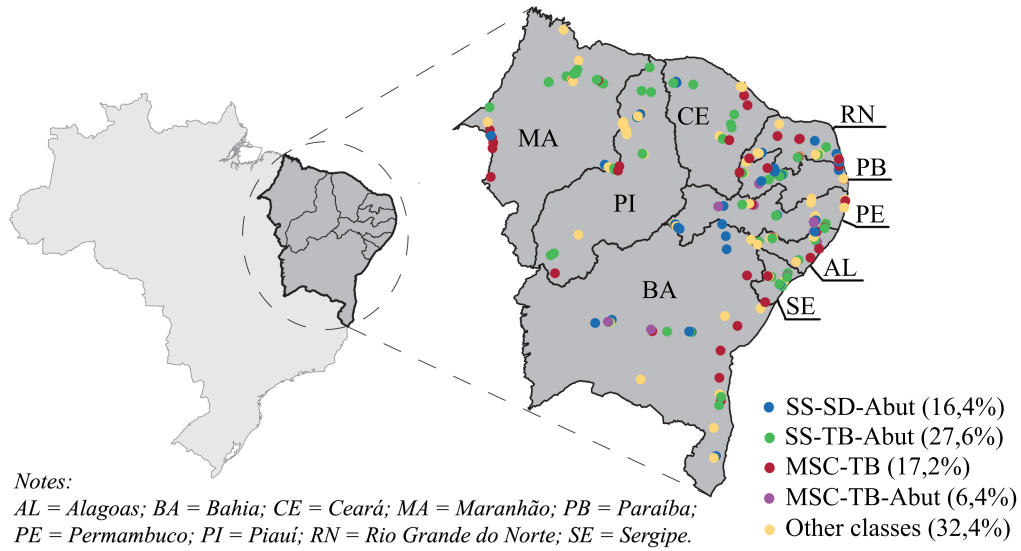 MA
CE
RN
PB
PI
PE
AL
BA
SE
SS-SD-Abut (16,4%)
SS-TB-Abut (27,6%)
MSC-TB (17,2%)
MSC-TB-Abut (6,4%)
Other classes (32,4%)
Notes:
AL = Alagoas; BA = Bahia; CE = Ceará; MA = Maranhão; PB = Paraíba;
PE = Pernambuco; PI = Piauí; RN = Rio Grande do Norte; SE = Sergipe.